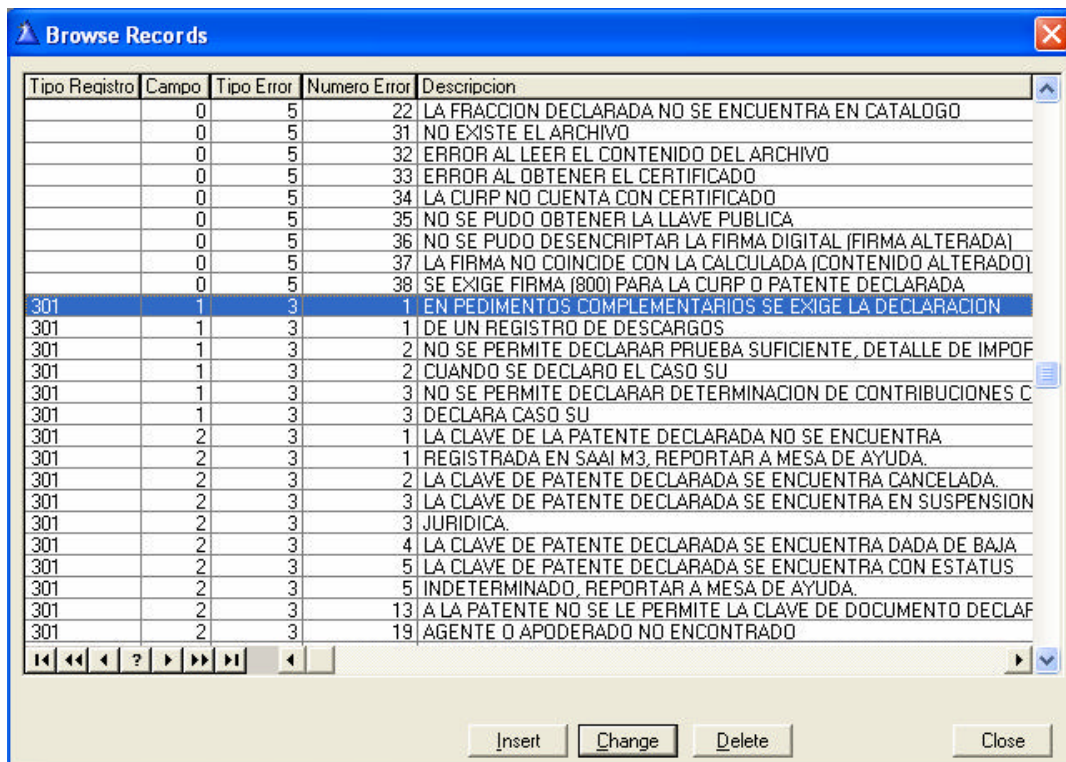 Browse Records
Tipo Registro Campo Tipo Error Numero Error Descripcion
0 5 22 LA FRACCION DECLARADA NO SE ENCUENTRA EN CATALOGO
0 5 31 NO EXISTE EL ARCHIVO
0 5 32 ERROR AL LEER EL CONTENIDO DEL ARCHIVO
0 5 33 ERROR AL OBTENER EL CERTIFICADO
0 5 34 LA CURP NO CUENTA CON CERTIFICADO
0 5 35 NO SE PUDO OBTENER LA LLAVE PUBLICA
0 5 36 NO SE PUDO DESENCRIPTAR LA FIRMA DIGITAL (FIRMA ALTERADA)
0 5 37 LA FIRMA NO COINCIDE CON LA CALCULADA (CONTENIDO ALTERADO)
0 5 38 SE EXIGE FIRMA (800) PARA LA CURP O PATENTE DECLARADA
301 1 3 1 EN PEDIMENTOS COMPLEMENTARIOS SE EXIGE LA DECLARACION
301 1 3 1 DE UN REGISTRO DE DESCARGOS
301 1 3 2 NO SE PERMITE DECLARAR PRUEBA SUFICIENTE, DETALLE DE IMPOR
301 1 3 2 CUANDO SE DECLARO EL CASO SU
301 1 3 3 NO SE PERMITE DECLARAR DETERMINACION DE CONTRIBUCIONES C
301 1 3 3 DECLARA CASO SU
301 2 3 1 LA CLAVE DE LA PATENTE DECLARADA NO SE ENCUENTRA
301 2 3 1 REGISTRADA EN SAAI M3, REPORTAR A MESA DE AYUDA.
301 2 3 2 LA CLAVE DE PATENTE DECLARADA SE ENCUENTRA CANCELADA.
301 2 3 3 LA CLAVE DE PATENTE DECLARADA SE ENCUENTRA EN SUSPENSION
301 2 3 3 JURIDICA.
301 2 3 4 LA CLAVE DE PATENTE DECLARADA SE ENCUENTRA DADA DE BAJA
301 2 3 5 LA CLAVE DE PATENTE DECLARADA SE ENCUENTRA CON ESTATUS
301 2 3 5 INDETERMINADO, REPORTAR A MESA DE AYUDA.
301 2 3 13 A LA PATENTE NO SE LE PERMITE LA CLAVE DE DOCUMENTO DECLAR
301 2 3 19 AGENTE O APODERADO NO ENCONTRADO
?
Insert Change Delete Close